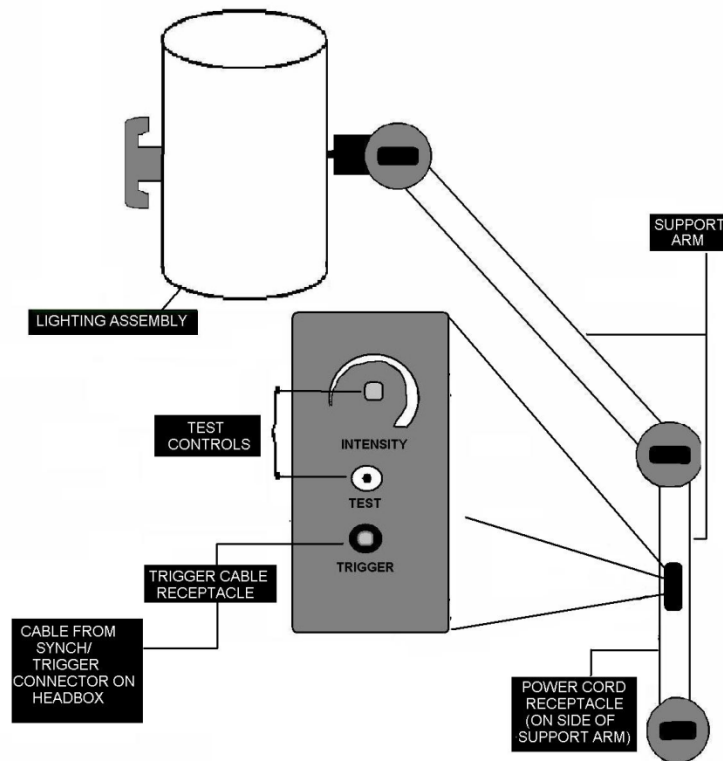 SUPPORT
ARM
LIGHTING ASSEMBLY
TEST
CONTROLS
INTENSITY
TEST
TRIGGER
TRIGGER CABLE
RECEPTACLE
CABLE FROM
SYNCH/
TRIGGER
CONNECTOR ON
HEADBOX
POWER CORD
RECEPTACLE
(ON SIDE OF
SUPPORT ARM)